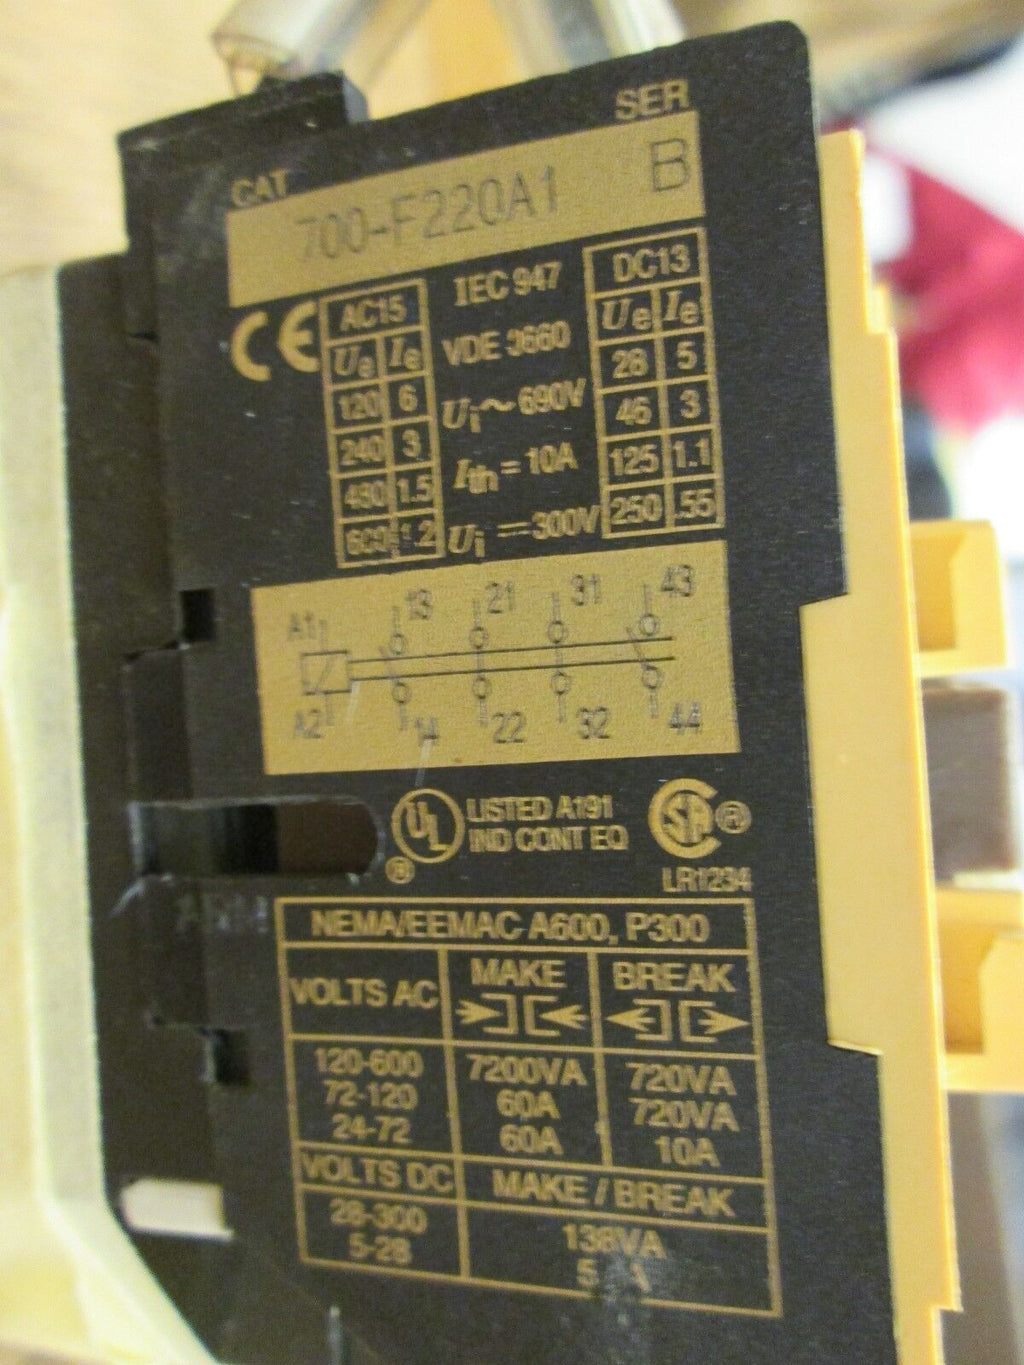 CAT SER
700-F220A1 B
CE
AC15
Ue Ie
120 6
240 3
480 1.5
600 1.2
IEC 947
VDE 0660
Ui ~ 690V
Ith = 10A
Ui ⎓ 300V
DC13
Ue Ie
28 5
46 3
125 1.1
250 .55
A1 13 21 31 43
A2 14 22 32 44
UL ® LISTED A191
IND CONT EQ
SA ®
LR1234
NEMA/EEMAC A600, P300
VOLTS AC MAKE BREAK
120-600 7200VA 720VA
72-120 60A 720VA
24-72 60A 10A
VOLTS DC MAKE / BREAK
28-300 138VA
5-28